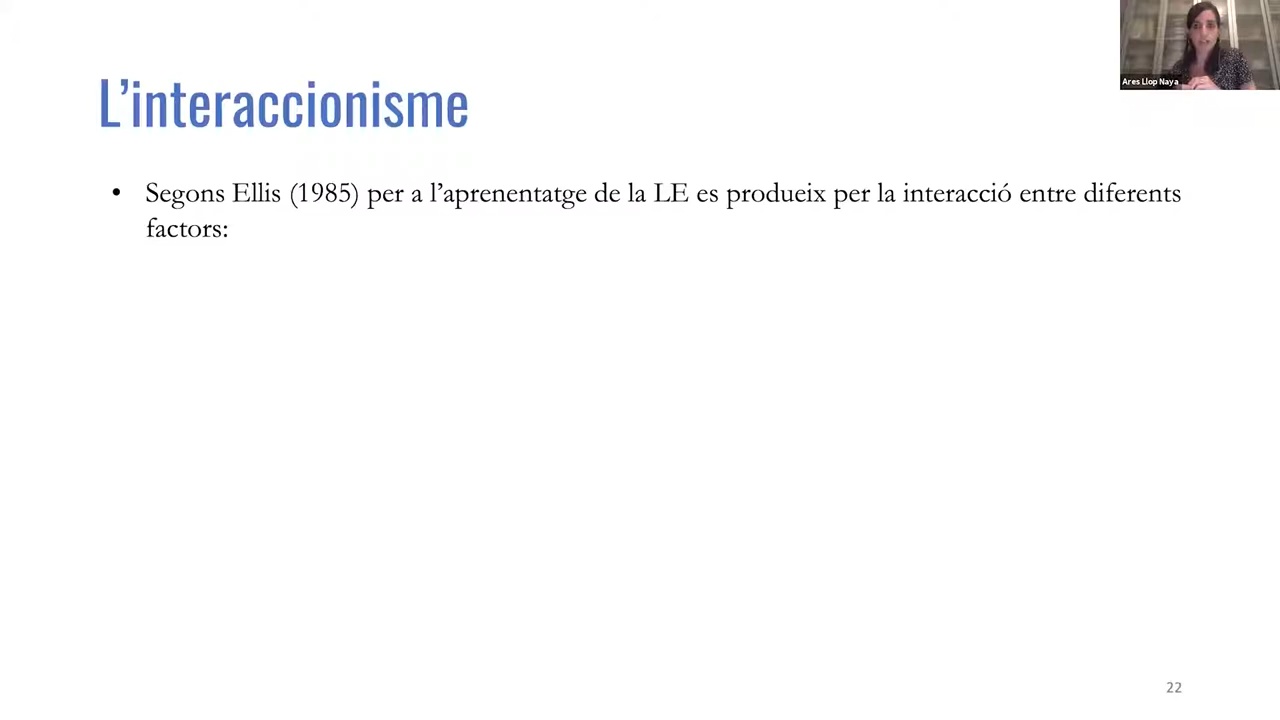 Ares Llop Naya
L'interaccionisme
• Segons Ellis (1985) per a l'aprenentatge de la LE es produeix per la interacció entre diferents
factors:
22